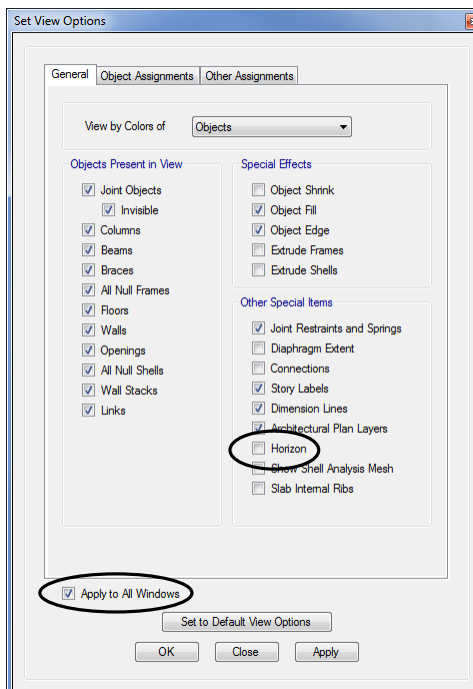 Set View Options
General
Object Assignments
Other Assignments
View by Colors of
Objects
Objects Present in View
Joint Objects
Invisible
Columns
Beams
Braces
All Null Frames
Floors
Walls
Openings
All Null Shells
Wall Stacks
Links
Special Effects
Object Shrink
Object Fill
Object Edge
Extrude Frames
Extrude Shells
Other Special Items
Joint Restraints and Springs
Diaphragm Extent
Connections
Story Labels
Dimension Lines
Architectural Plan Layers
Horizon
Show Shell Analysis Mesh
Slab Internal Ribs
Apply to All Windows
Set to Default View Options
OK
Close
Apply